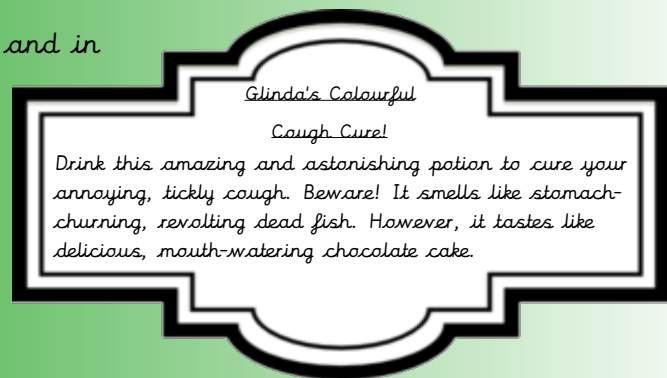 and in
Glinda's Colourful
Cough Cure!
Drink this amazing and astonishing potion to cure your
annoying, tickly cough. Beware! It smells like stomach-
churning, revolting dead fish. However, it tastes like
delicious, mouth-watering chocolate cake.